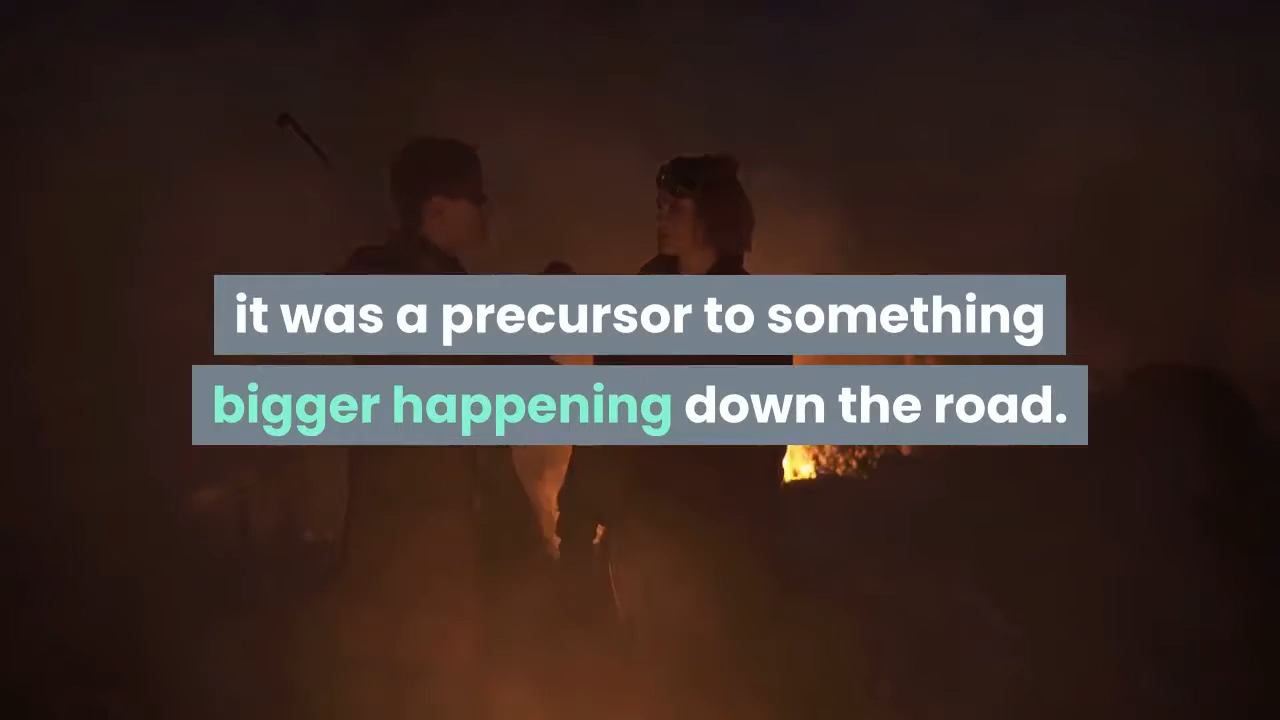 it was a precursor to something
bigger happening down the road.